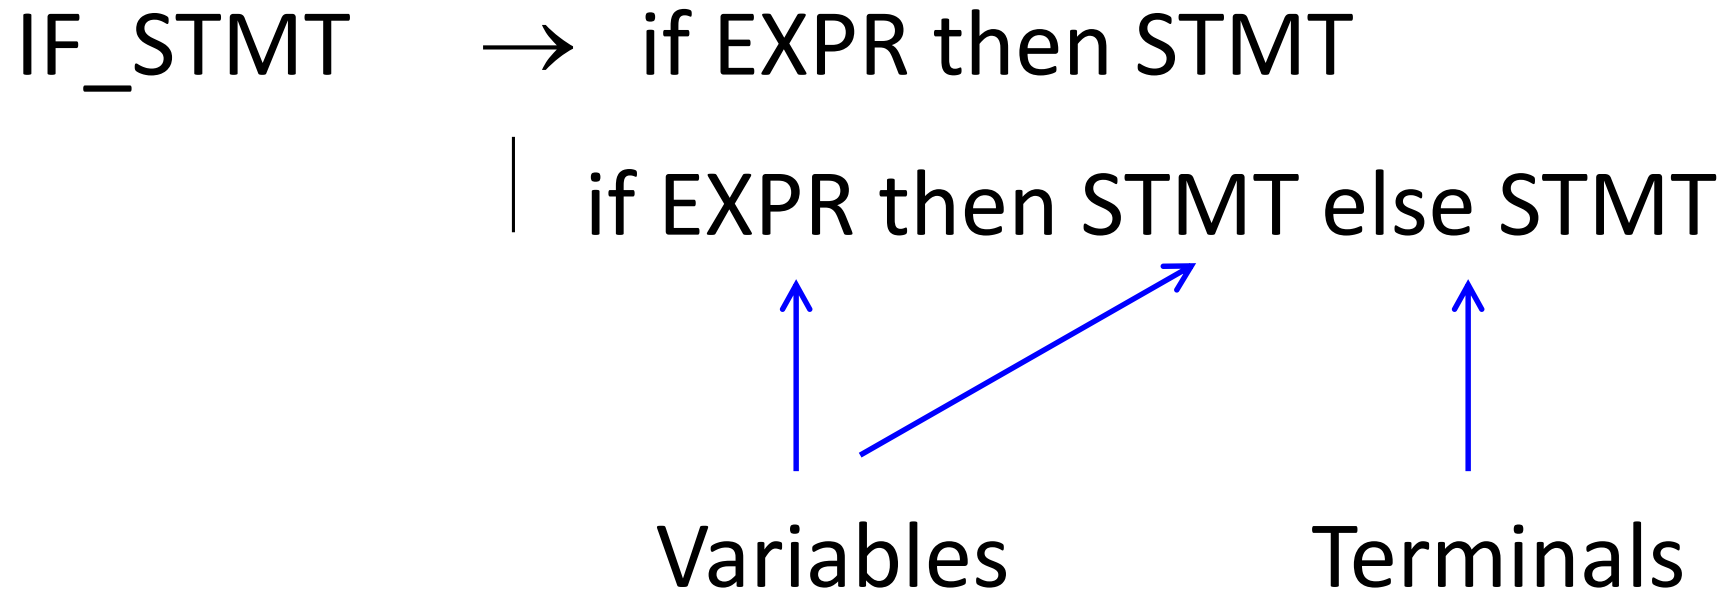 IF_STMT → if EXPR then STMT
| if EXPR then STMT else STMT
Variables Terminals